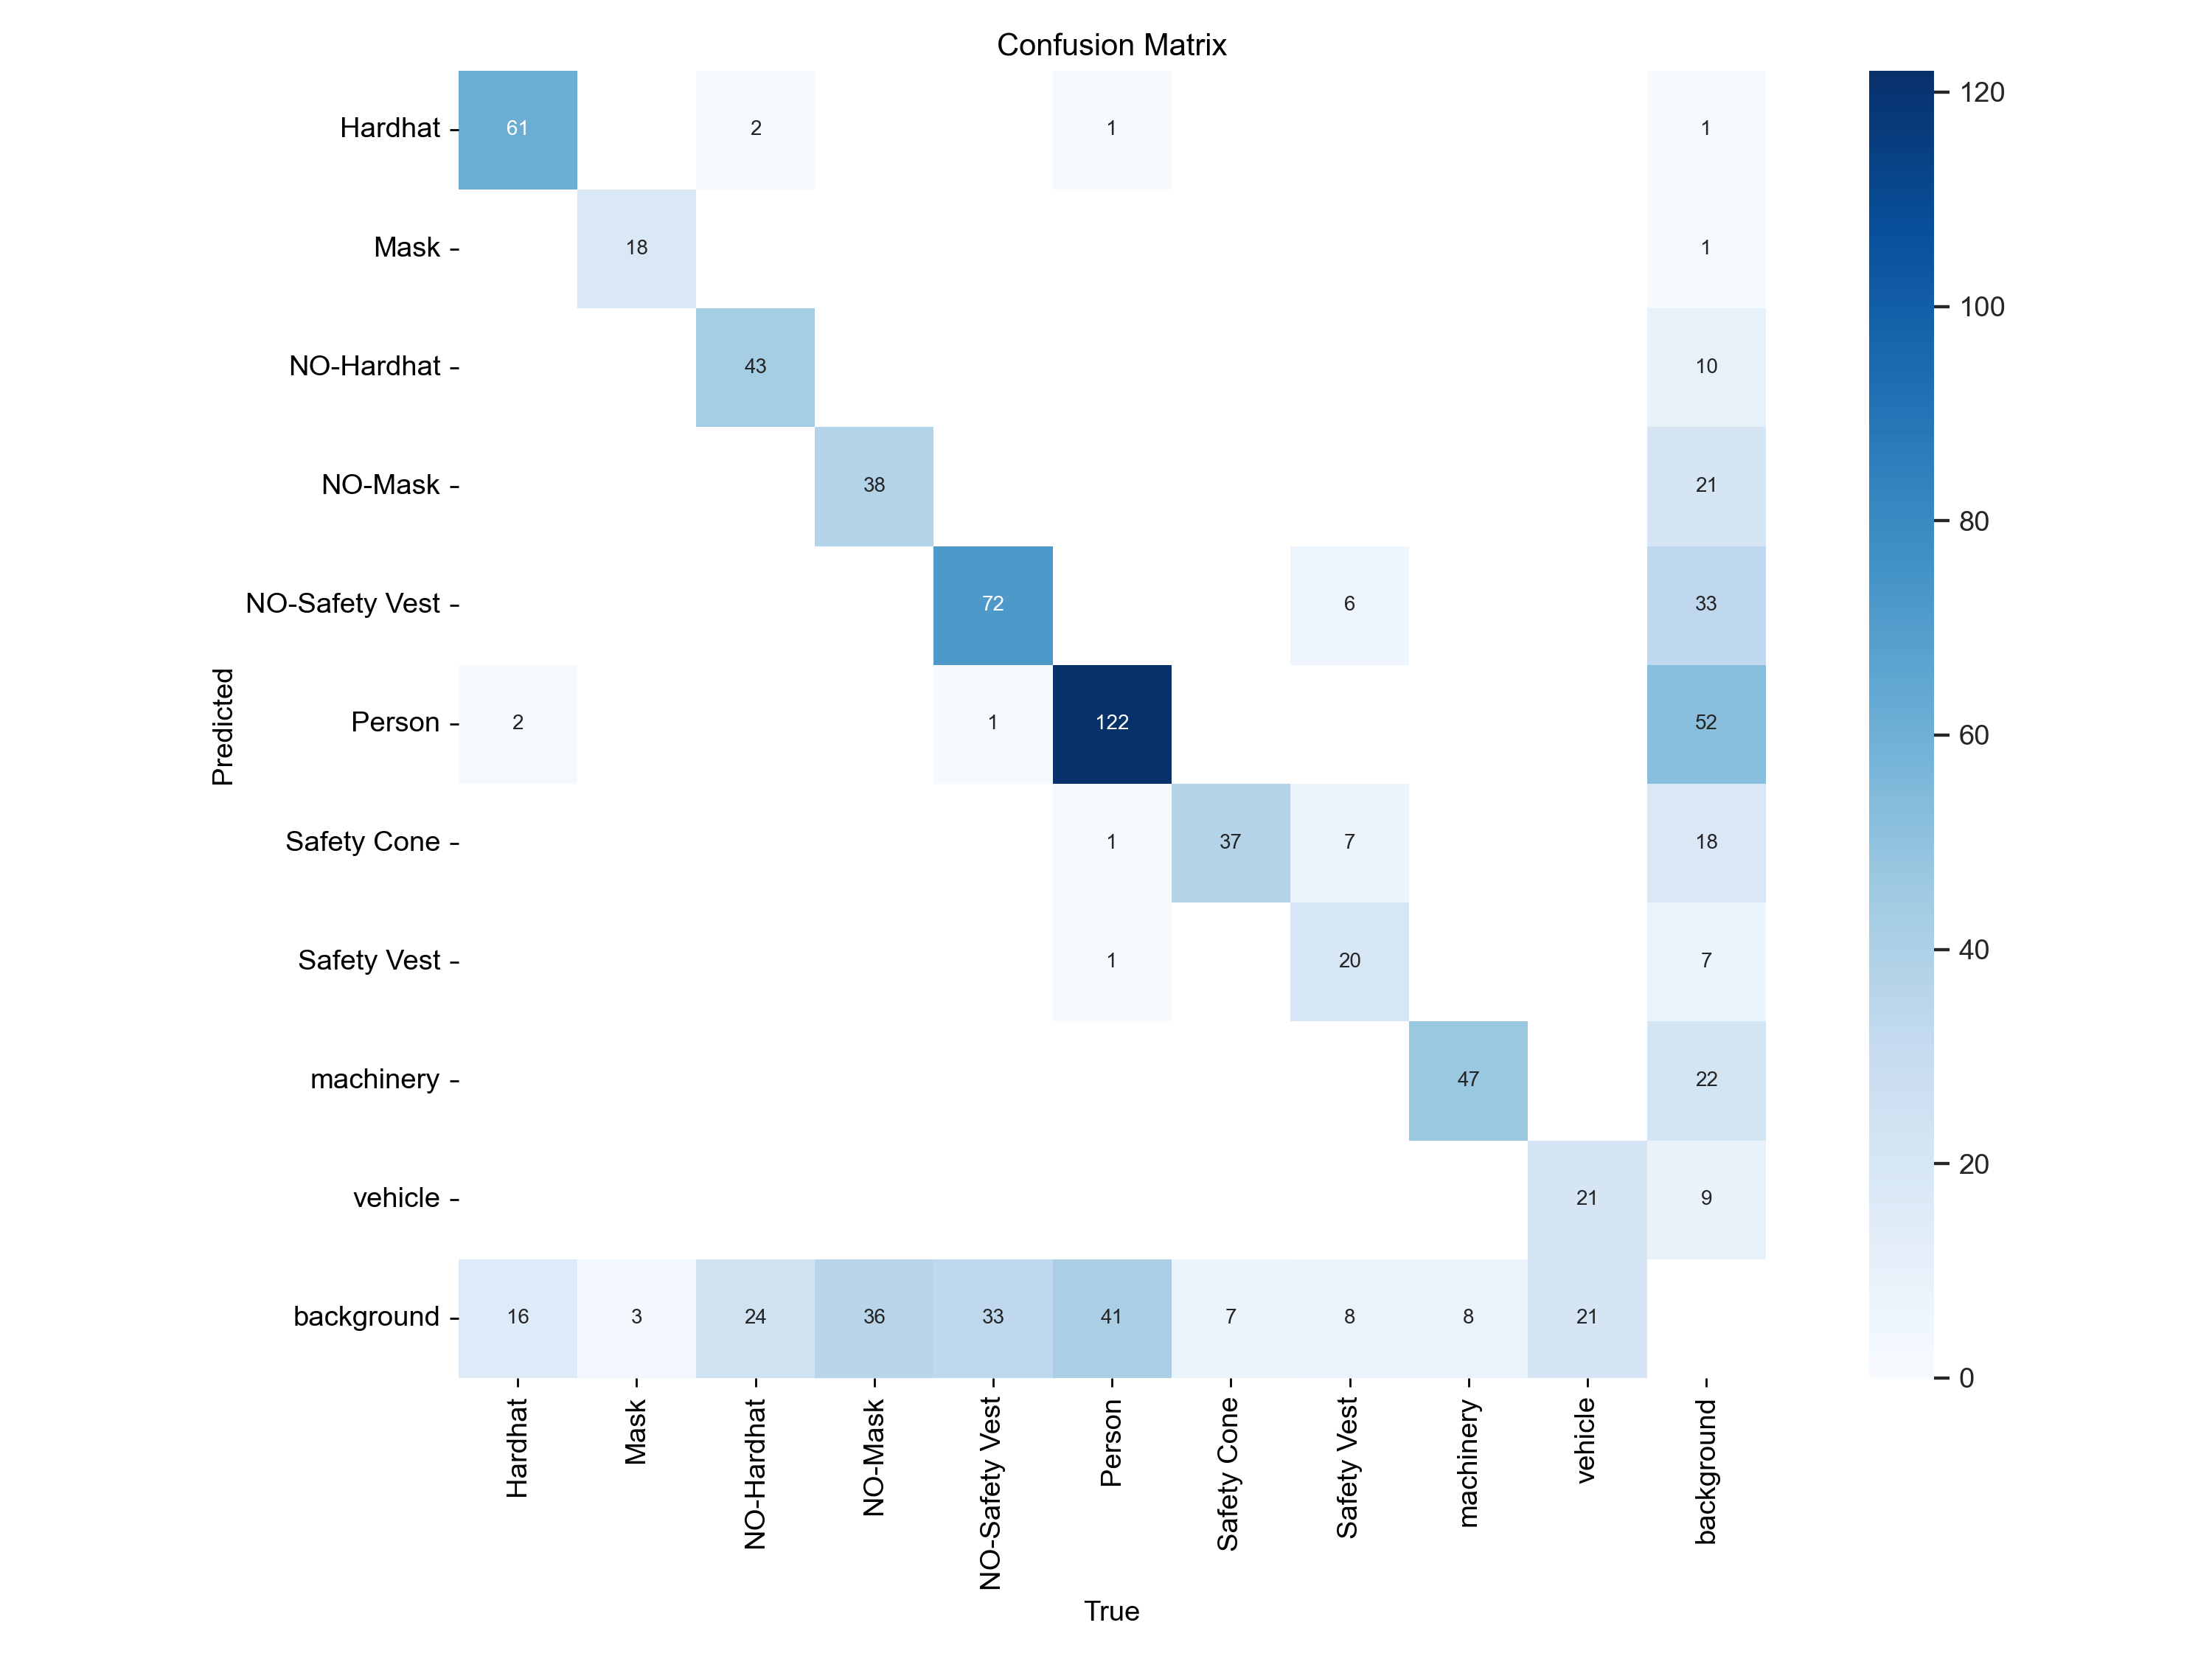 Confusion Matrix
Hardhat 61 2 1 1
Mask 18 1
NO-Hardhat 43 10
NO-Mask 38 21
NO-Safety Vest 72 6 33
Person 2 1 122 52
Safety Cone 1 37 7 18
Safety Vest 1 20 7
machinery 47 22
vehicle 21 9
background 16 3 24 36 33 41 7 8 8 21
Predicted
Hardhat
Mask
NO-Hardhat
NO-Mask
NO-Safety Vest
Person
Safety Cone
Safety Vest
machinery
vehicle
background
True
120
100
80
60
40
20
0